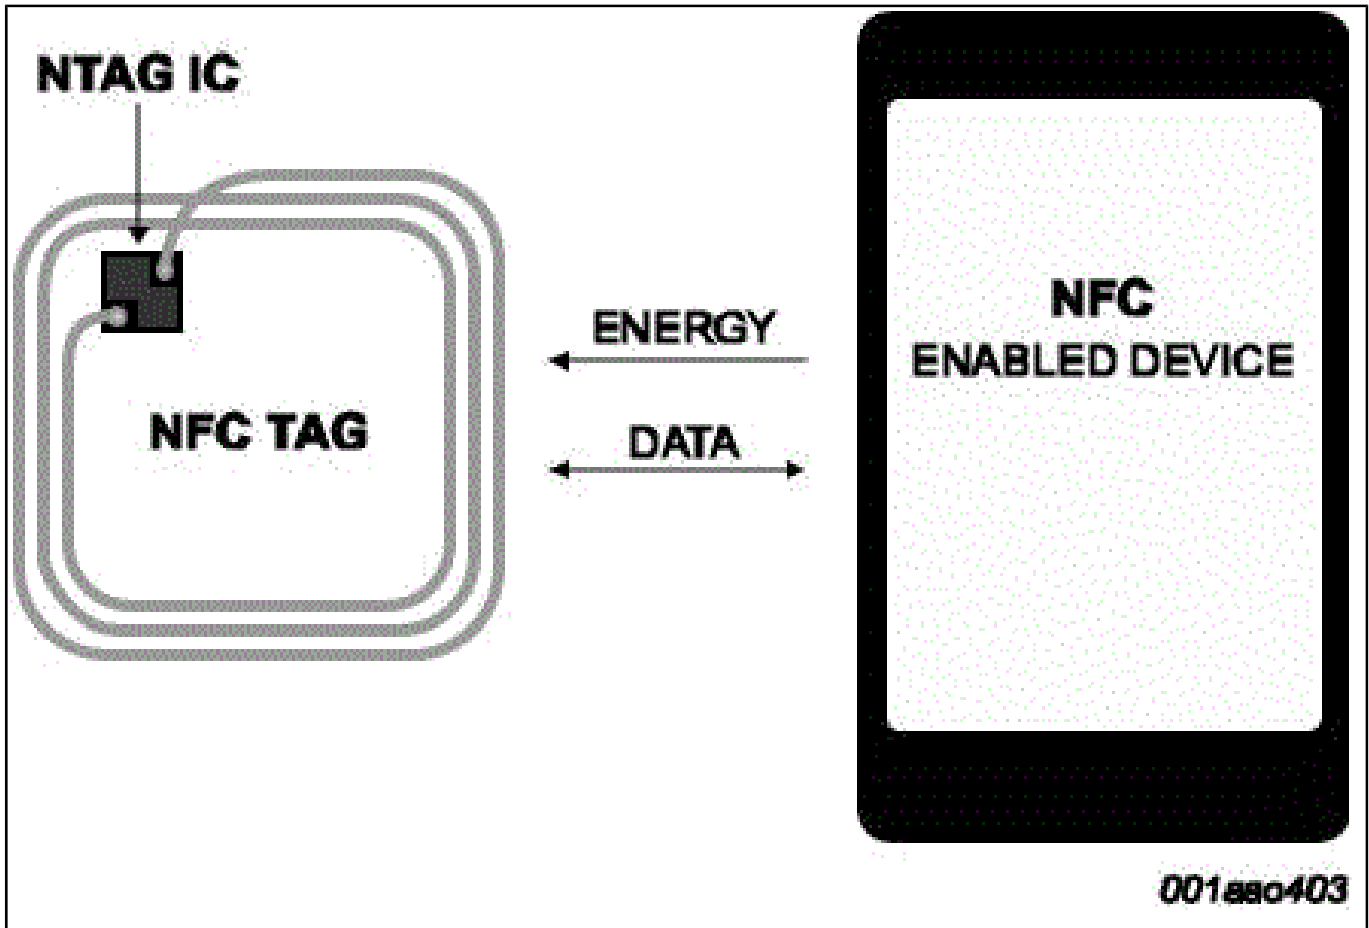 NTAG IC
NFC TAG
ENERGY
DATA
NFC
ENABLED DEVICE
001aao403